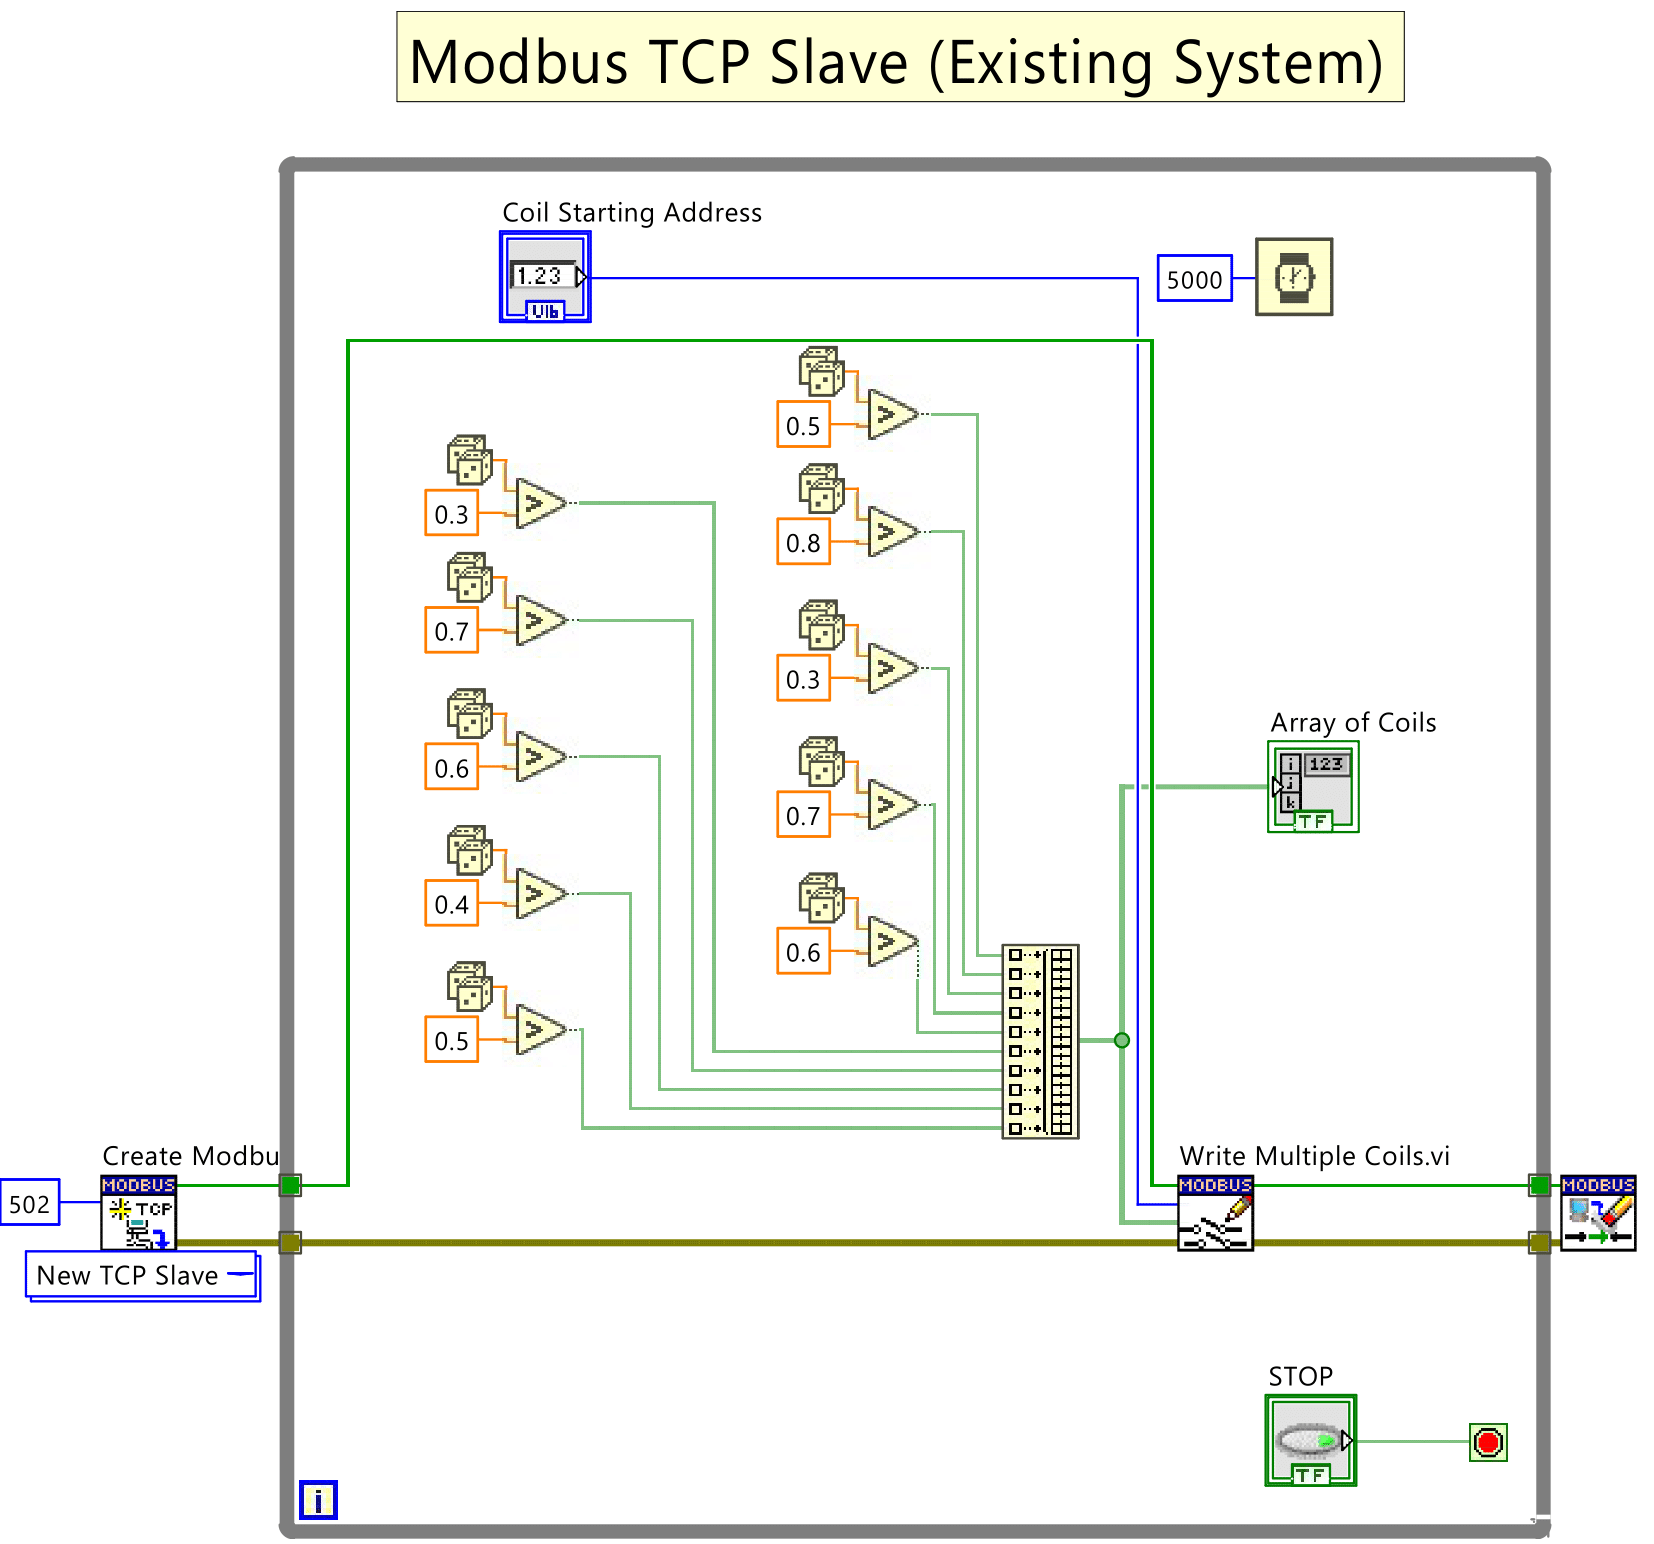 Modbus TCP Slave (Existing System)
Coil Starting Address
1.23
U16
5000
0.5
0.3
0.8
0.7
0.3
0.6
0.7
0.4
0.6
0.5
Array of Coils
i
j
k
123
TF
Create Modbu
Write Multiple Coils.vi
502
MODBUS
TCP
MODBUS
MODBUS
New TCP Slave
STOP
TF
i